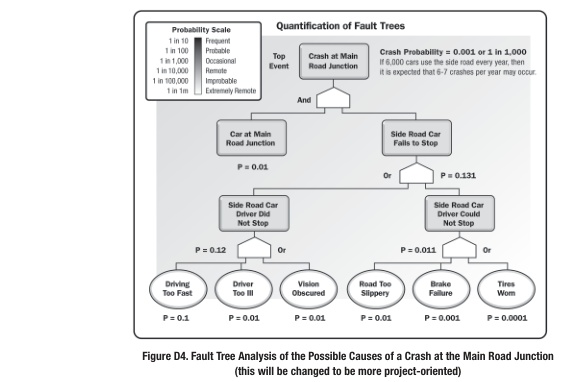 Quantification of Fault Trees
Probability Scale
1 in 10 Frequent
1 in 100 Probable
1 in 1,000 Occasional
1 in 10,000 Remote
1 in 100,000 Improbable
1 in 1m Extremely Remote
Top
Event
Crash at Main
Road Junction
Crash Probability = 0.001 or 1 in 1,000
If 6,000 cars use the side road every year, then
it is expected that 6-7 crashes per year may occur.
And
Car at Main
Road Junction
P = 0.01
Side Road Car
Fails to Stop
Or
P = 0.131
Side Road Car
Driver Did
Not Stop
Side Road Car
Driver Could
Not Stop
P = 0.12
Or
P = 0.011
Or
Driving
Too Fast
Driver
Too Ill
Vision
Obscured
Road Too
Slippery
Brake
Failure
Tires
Worn
P = 0.1
P = 0.01
P = 0.01
P = 0.01
P = 0.001
P = 0.0001
Figure D4. Fault Tree Analysis of the Possible Causes of a Crash at the Main Road Junction
(this will be changed to be more project-oriented)